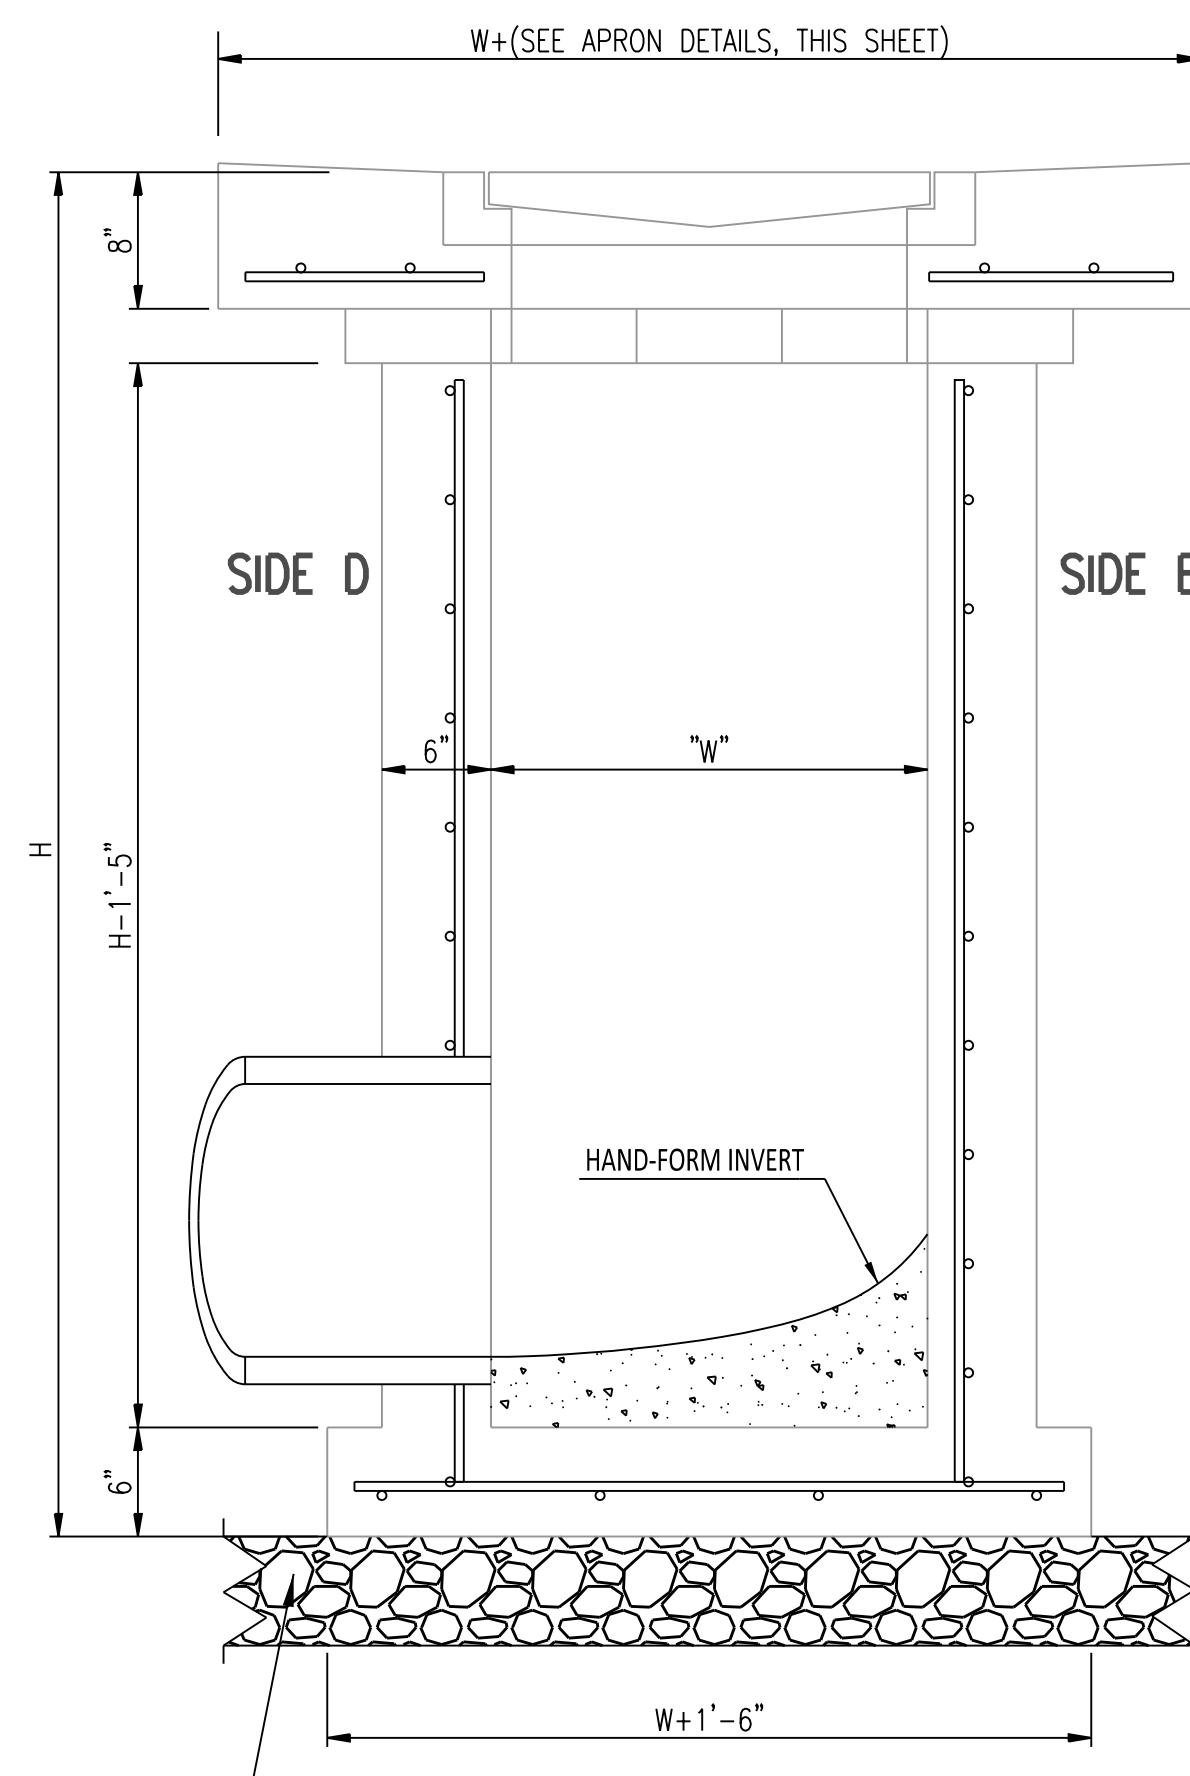 W+(SEE APRON DETAILS, THIS SHEET)
8"
SIDE D
SIDE
6"
"W"
H
H-1'-5"
HAND-FORM INVERT
6"
W+1'-6"